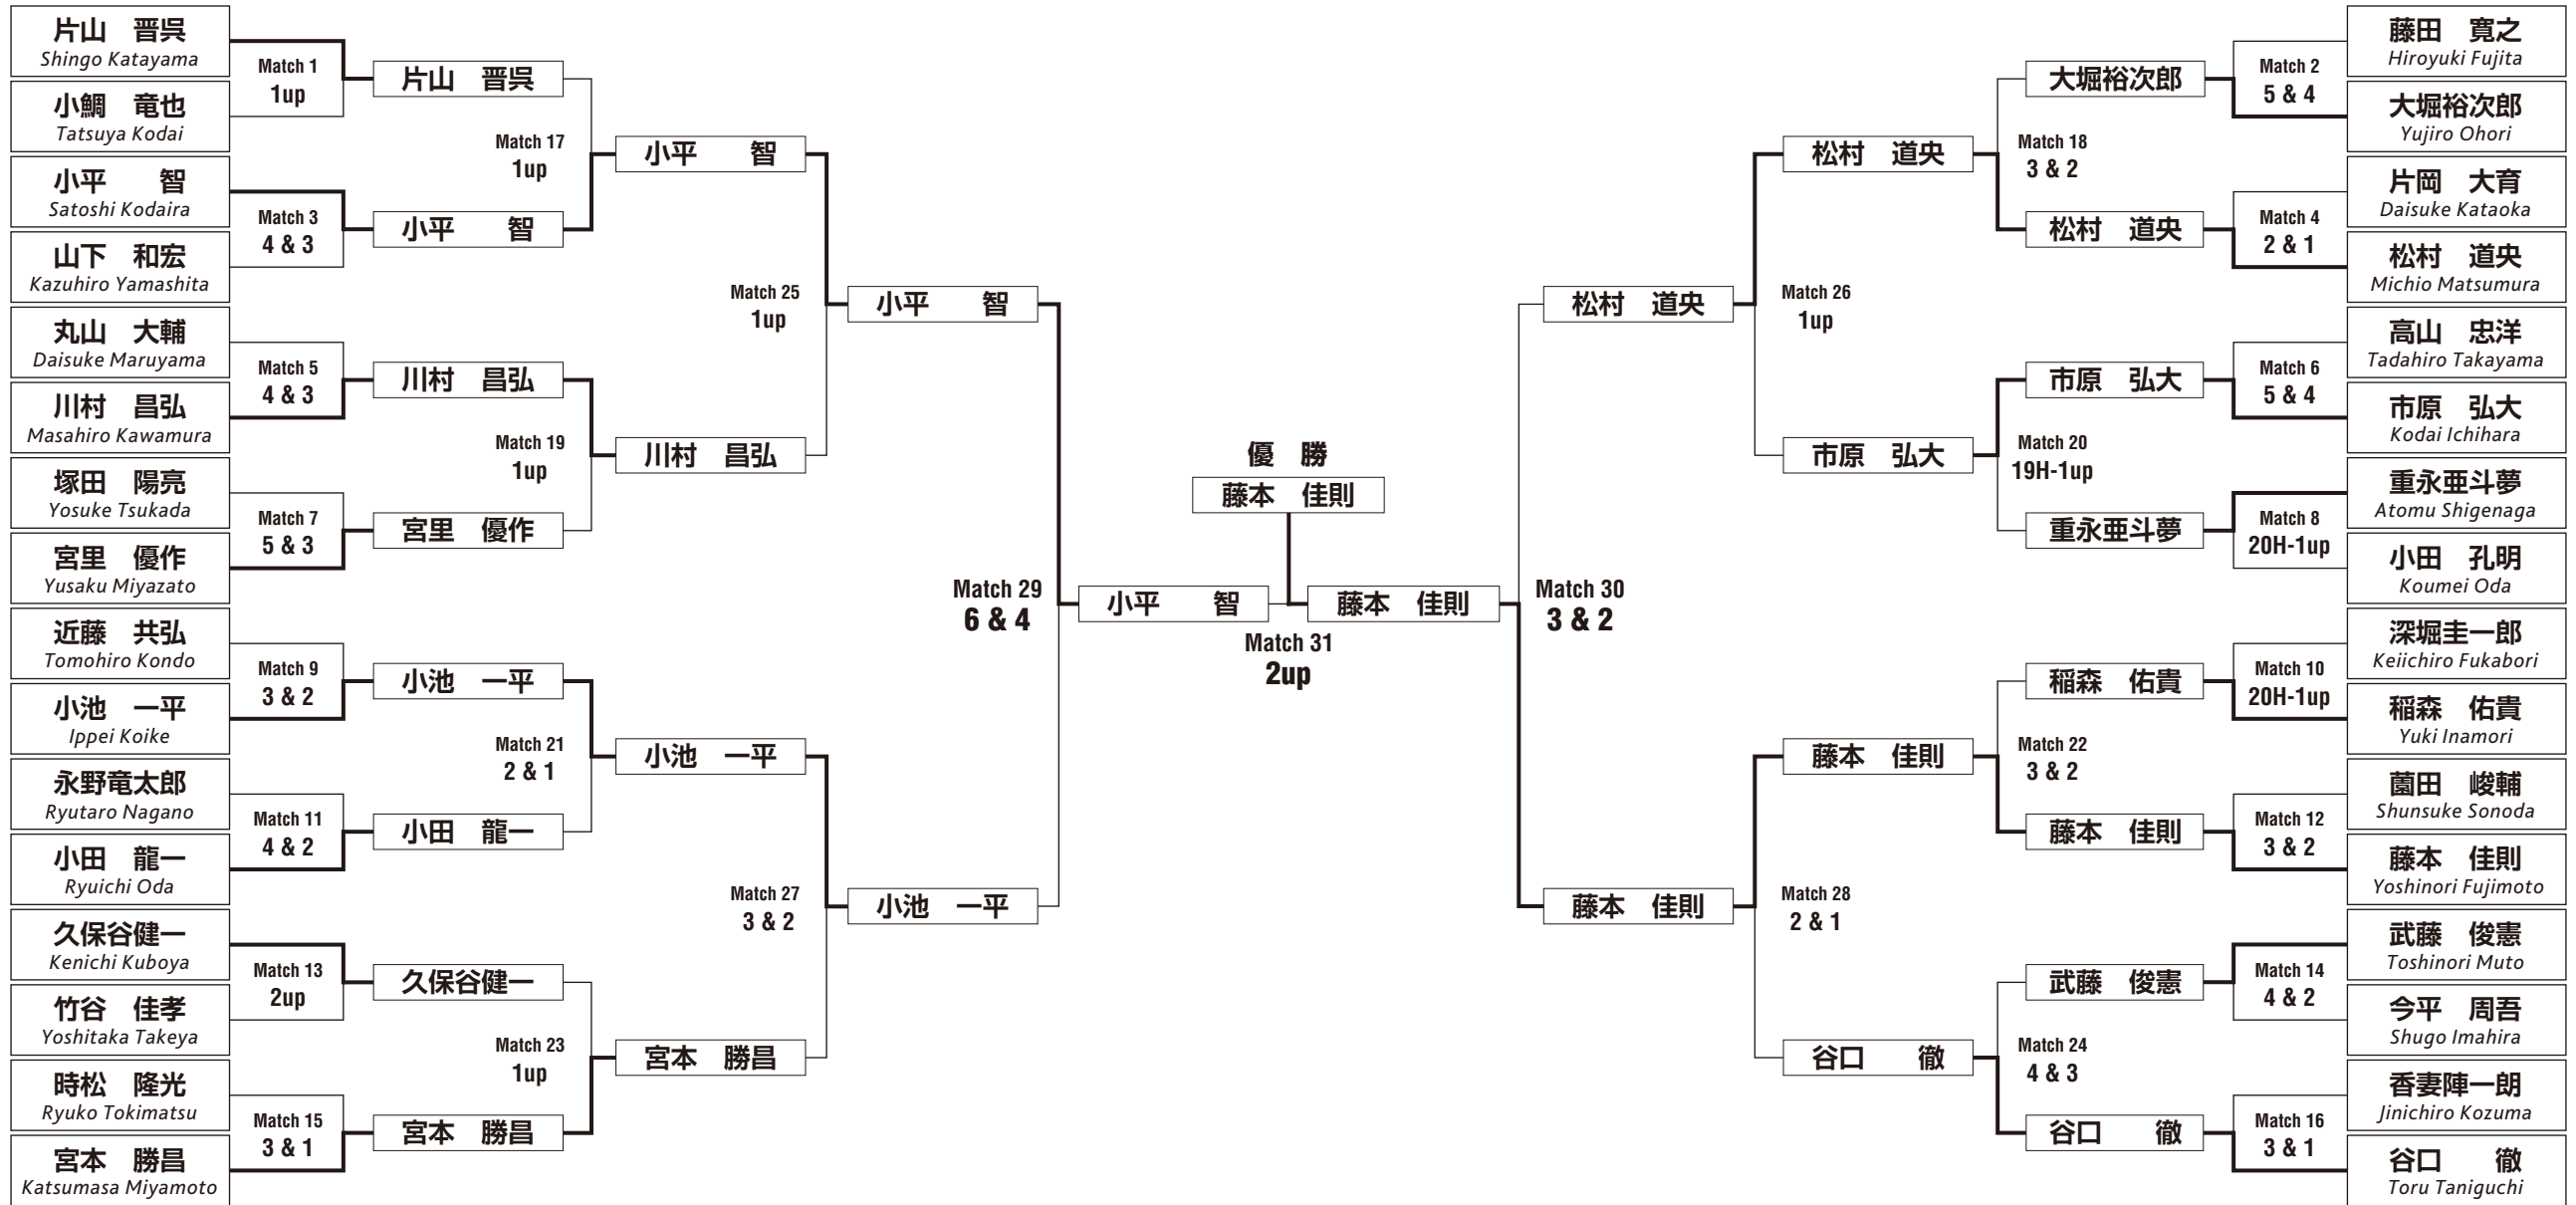 片山　晋呉
Shingo Katayama
小鯛　竜也
Tatsuya Kodai
小平　　智
Satoshi Kodaira
山下　和宏
Kazuhiro Yamashita
丸山　大輔
Daisuke Maruyama
川村　昌弘
Masahiro Kawamura
塚田　陽亮
Yosuke Tsukada
宮里　優作
Yusaku Miyazato
近藤　共弘
Tomohiro Kondo
小池　一平
Ippei Koike
永野竜太郎
Ryutaro Nagano
小田　龍一
Ryuichi Oda
久保谷健一
Kenichi Kuboya
竹谷　佳孝
Yoshitaka Takeya
時松　隆光
Ryuko Tokimatsu
宮本　勝昌
Katsumasa Miyamoto
Match 1
1up
Match 3
4 & 3
Match 5
4 & 3
Match 7
5 & 3
Match 9
3 & 2
Match 11
4 & 2
Match 13
2up
Match 15
3 & 1
片山　晋呉
小平　　智
川村　昌弘
宮里　優作
小池　一平
小田　龍一
久保谷健一
宮本　勝昌
Match 17
1up
Match 19
1up
Match 21
2 & 1
Match 23
1up
小平　　智
川村　昌弘
小池　一平
宮本　勝昌
Match 25
1up
Match 27
3 & 2
小平　　智
小池　一平
Match 29
6 & 4
小平　　智
優　勝
藤本　佳則
Match 31
2up
藤本　佳則
Match 30
3 & 2
松村　道央
藤本　佳則
Match 26
1up
Match 28
2 & 1
松村　道央
市原　弘大
藤本　佳則
谷口　　徹
Match 18
3 & 2
Match 20
19H-1up
Match 22
3 & 2
Match 24
4 & 3
大堀裕次郎
松村　道央
市原　弘大
重永亜斗夢
稲森　佑貴
藤本　佳則
武藤　俊憲
谷口　　徹
Match 2
5 & 4
Match 4
2 & 1
Match 6
5 & 4
Match 8
20H-1up
Match 10
20H-1up
Match 12
3 & 2
Match 14
4 & 2
Match 16
3 & 1
藤田　寛之
Hiroyuki Fujita
大堀裕次郎
Yujiro Ohori
片岡　大育
Daisuke Kataoka
松村　道央
Michio Matsumura
高山　忠洋
Tadahiro Takayama
市原　弘大
Kodai Ichihara
重永亜斗夢
Atomu Shigenaga
小田　孔明
Koumei Oda
深堀圭一郎
Keiichiro Fukabori
稲森　佑貴
Yuki Inamori
薗田　峻輔
Shunsuke Sonoda
藤本　佳則
Yoshinori Fujimoto
武藤　俊憲
Toshinori Muto
今平　周吾
Shugo Imahira
香妻陣一朗
Jinichiro Kozuma
谷口　　徹
Toru Taniguchi